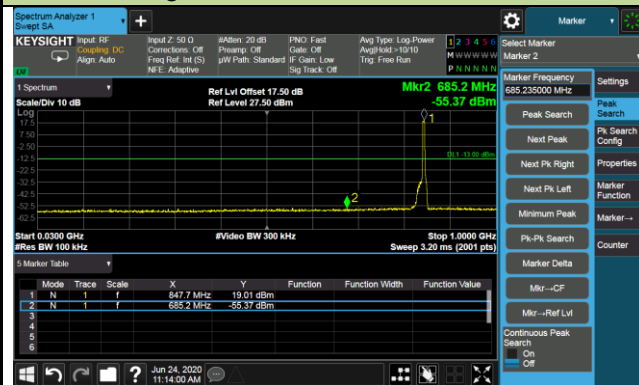 Spectrum Analyzer 1
Swept SA
Marker
KEYSIGHT
Input: RF
Coupling: DC
Align: Auto
Input Z: 50 Ω
Corrections: Off
Freq Ref: Int (S)
NFE: Adaptive
#Atten: 20 dB
Preamp: Off
µW Path: Standard
PNO: Fast
Gate: Off
IF Gain: Low
Sig Track: Off
Avg Type: Log-Power
Avg|Hold >10/10
Trig: Free Run
1 2 3 4 5 6
M W W W W W
P N N N N N
Select Marker
Marker 2
LXI
1 Spectrum
Scale/Div 10 dB
Ref Lvl Offset 17.50 dB
Ref Level 27.50 dBm
Mkr2 685.2 MHz
-55.37 dBm
Log
17.5
7.50
-2.50
-12.5
-22.5
-32.5
-42.5
-52.5
-62.5
1
DL1 -13.00 dBm
2
Start 0.0300 GHz
#Res BW 100 kHz
#Video BW 300 kHz
Stop 1.0000 GHz
Sweep 3.20 ms (2001 pts)
5 Marker Table
Mode Trace Scale X Y Function Function Width Function Value
1 N 1 f 847.7 MHz 19.01 dBm
2 N 1 f 685.2 MHz -55.37 dBm
3
4
5
6
Marker Frequency
685.235000 MHz
Peak Search
Next Peak
Next Pk Right
Next Pk Left
Minimum Peak
Pk-Pk Search
Marker Delta
Mkr→CF
Mkr→Ref Lvl
Continuous Peak
Search
On
Off
Settings
Peak
Search
Pk Search
Config
Properties
Marker
Function
Marker→
Counter
Jun 24, 2020
11:14:00 AM